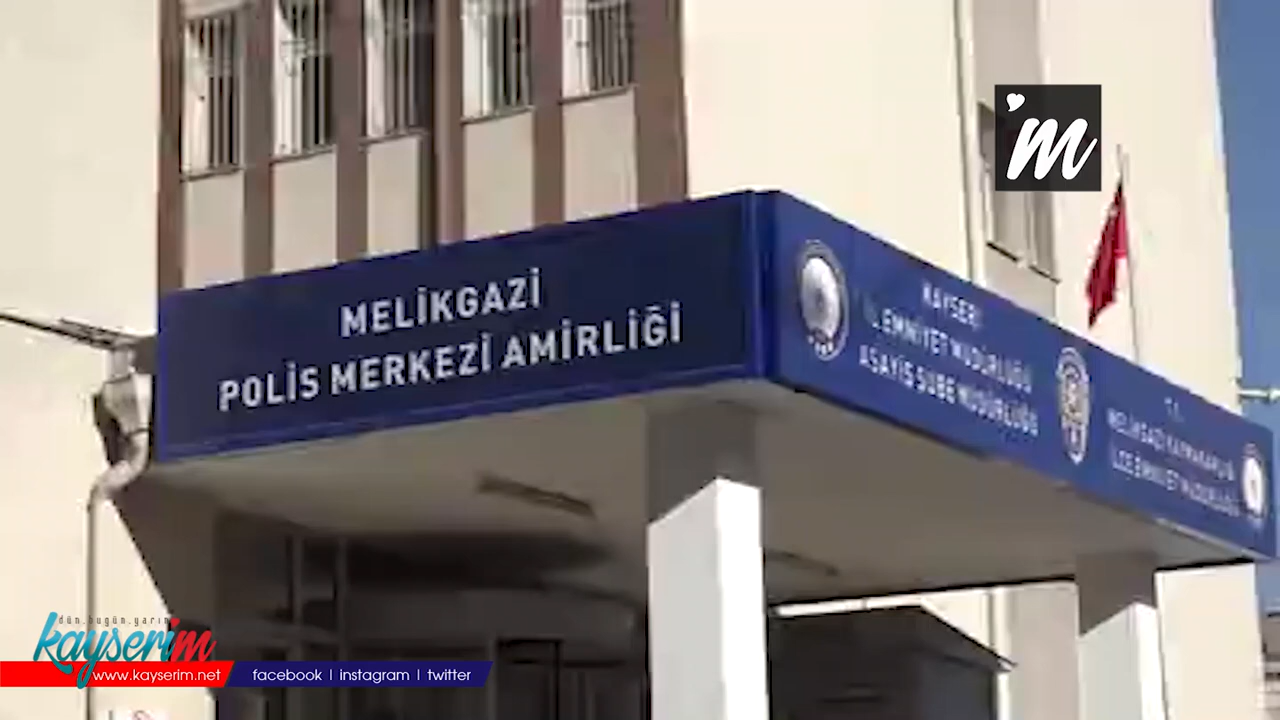 'm
MELİKGAZİ
POLİS MERKEZİ AMİRLİĞİ
KAYSERİ
İL EMNİYET MÜDÜRLÜĞÜ
ASAYİŞ ŞUBE MÜDÜRLÜĞÜ
T.C.
MELİKGAZİ KAYMAKAMLIĞI
İLÇE EMNİYET MÜDÜRLÜĞÜ
dün.bugün.yarın
kayserim
www.kayserim.net
facebook | instagram | twitter